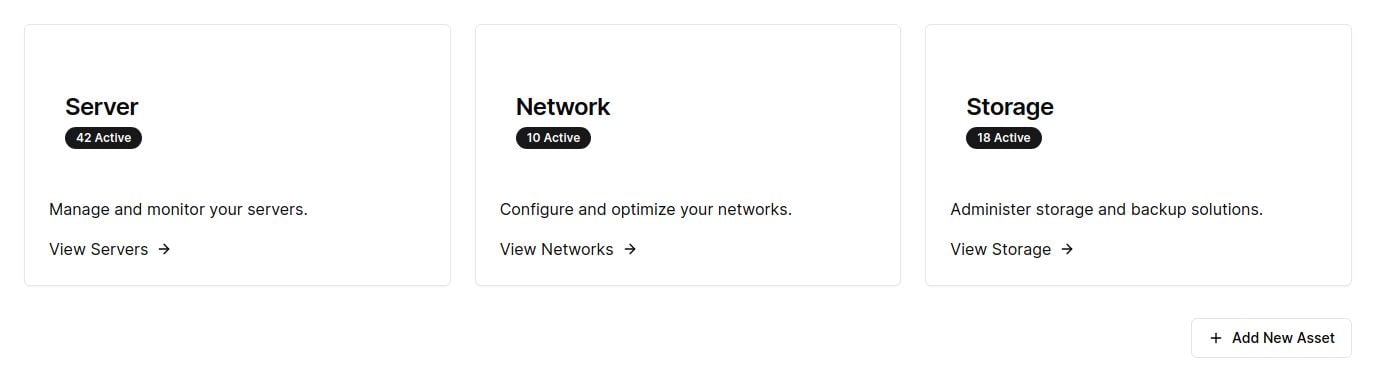 Server
42 Active
Manage and monitor your servers.
View Servers
Network
10 Active
Configure and optimize your networks.
View Networks
Storage
18 Active
Administer storage and backup solutions.
View Storage
Add New Asset